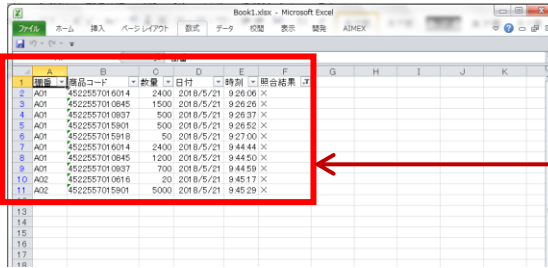 Book1.xlsx - Microsoft Excel
ファイル ホーム 挿入 ページレイアウト 数式 データ 校閲 表示 開発 AIMEX
A B C D E F G H I J K
1 棚番 商品コード 数量 日付 時刻 照合結果
2 A01 4522557016014 2400 2018/5/21 9:26:06 ×
3 A01 4522557010845 1500 2018/5/21 9:26:26 ×
4 A01 4522557010937 500 2018/5/21 9:26:37 ×
5 A01 4522557015901 500 2018/5/21 9:26:52 ×
6 A01 4522557015918 50 2018/5/21 9:27:00 ×
7 A01 4522557016014 2400 2018/5/21 9:44:44 ×
8 A01 4522557010845 1200 2018/5/21 9:44:50 ×
9 A01 4522557010937 700 2018/5/21 9:44:59 ×
10 A02 4522557010616 20 2018/5/21 9:45:17 ×
11 A02 4522557015901 5000 2018/5/21 9:45:29 ×
13
14
15
16
17
18